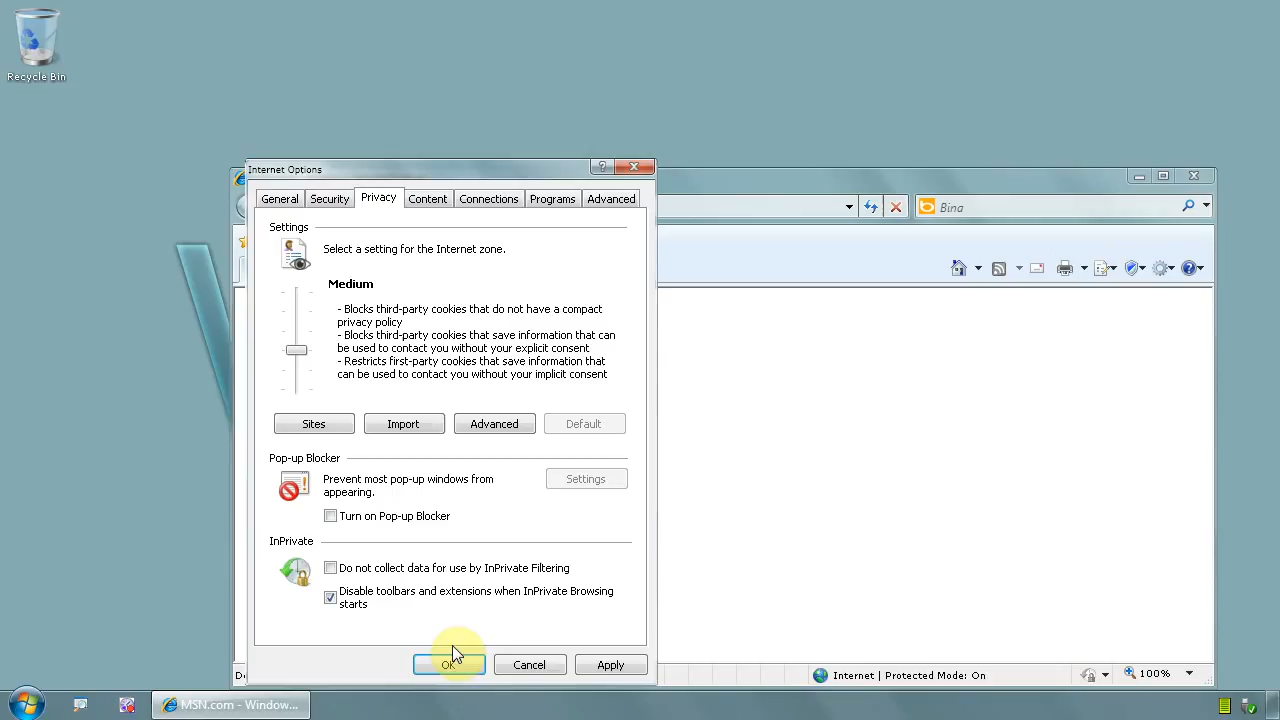 Recycle Bin
Internet Options
General
Security
Privacy
Content
Connections
Programs
Advanced
Settings
Select a setting for the Internet zone.
Medium
- Blocks third-party cookies that do not have a compact
privacy policy
- Blocks third-party cookies that save information that can
be used to contact you without your explicit consent
- Restricts first-party cookies that save information that
can be used to contact you without your implicit consent
Sites
Import
Advanced
Default
Pop-up Blocker
Prevent most pop-up windows from
appearing.
Settings
Turn on Pop-up Blocker
InPrivate
Do not collect data for use by InPrivate Filtering
Disable toolbars and extensions when InPrivate Browsing
starts
OK
Cancel
Apply
Bing
Internet | Protected Mode: On
100%
MSN.com - Window...